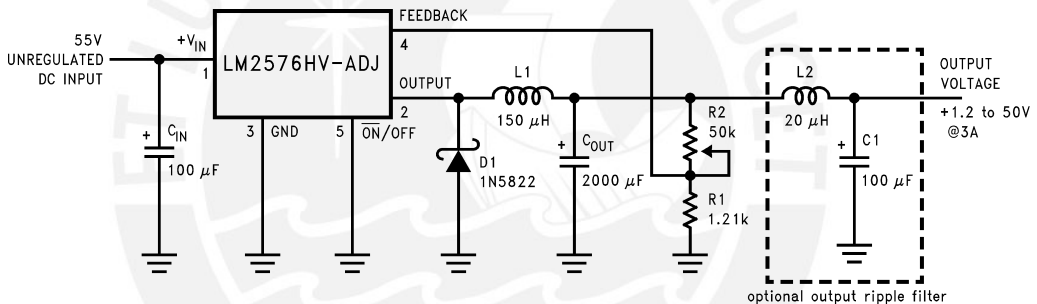 55V
UNREGULATED
DC INPUT
+VIN
1
LM2576HV-ADJ
FEEDBACK
4
OUTPUT
2
3 GND
5 ON/OFF
+ CIN
100 μF
D1
1N5822
L1
150 μH
+ COUT
2000 μF
R2
50k
R1
1.21k
L2
20 μH
+ C1
100 μF
OUTPUT
VOLTAGE
+1.2 to 50V
@3A
optional output ripple filter